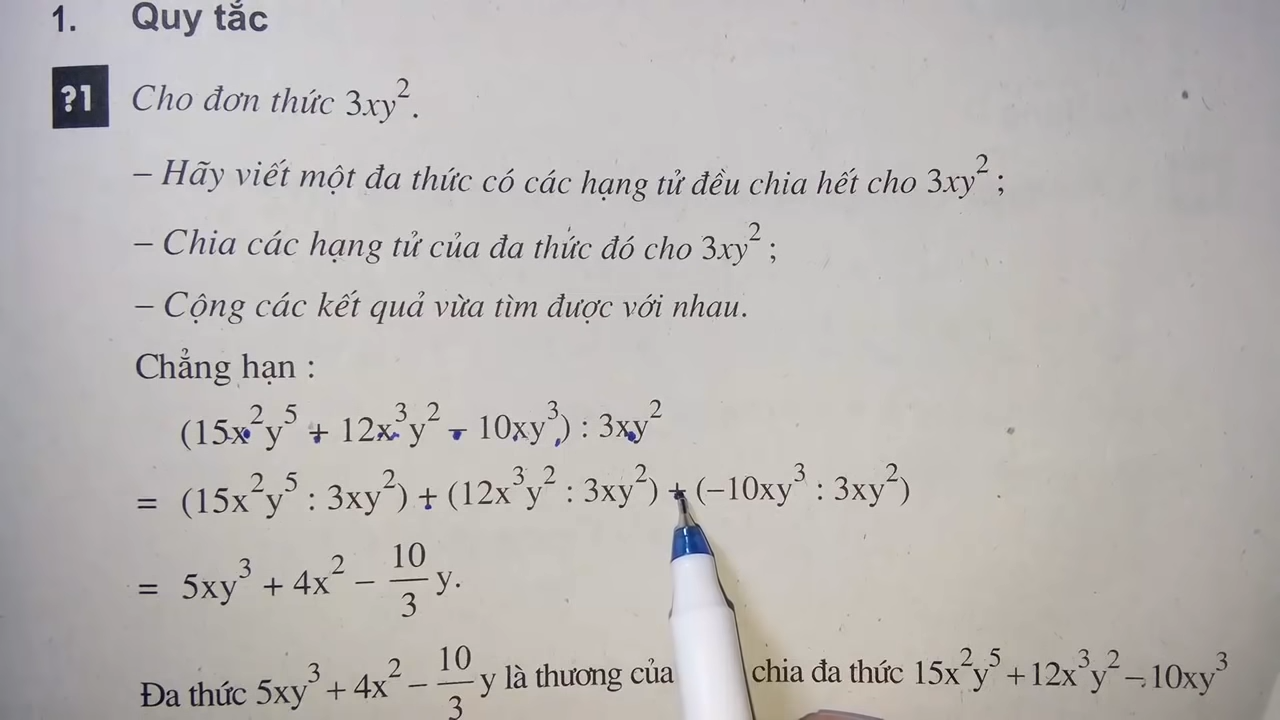 1. Quy tắc
?1 Cho đơn thức 3xy².
– Hãy viết một đa thức có các hạng tử đều chia hết cho 3xy² ;
– Chia các hạng tử của đa thức đó cho 3xy² ;
– Cộng các kết quả vừa tìm được với nhau.
Chẳng hạn :
(15x²y⁵ + 12x³y² – 10xy³) : 3xy²
= (15x²y⁵ : 3xy²) + (12x³y² : 3xy²) + (–10xy³ : 3xy²)
= 5xy³ + 4x² – 10/3 y.
Đa thức 5xy³ + 4x² – 10/3 y là thương của chia đa thức 15x²y⁵ + 12x³y² – 10xy³